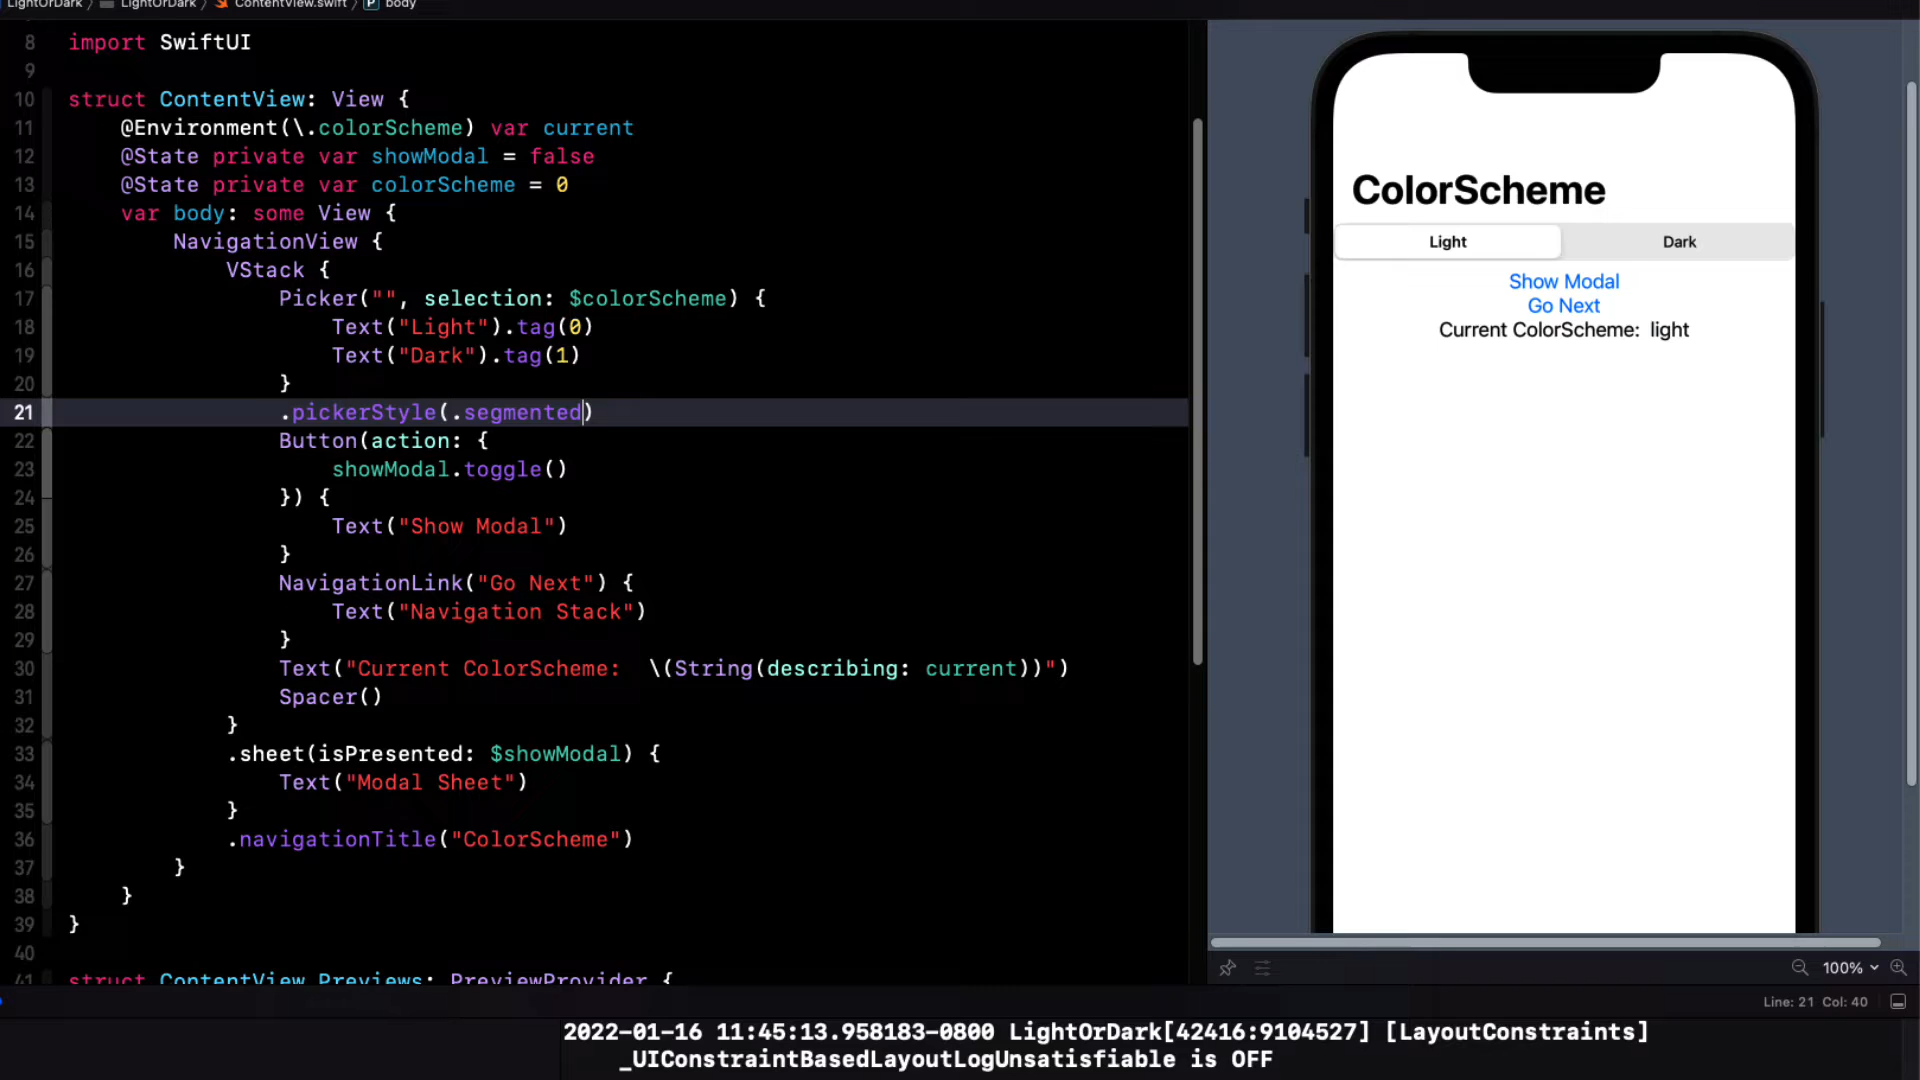 LightOrDark 〉 LightOrDark 〉 ContentView.swift 〉 P body
8 import SwiftUI
9
10 struct ContentView: View {
11 @Environment(\.colorScheme) var current
12 @State private var showModal = false
13 @State private var colorScheme = 0
14 var body: some View {
15 NavigationView {
16 VStack {
17 Picker("", selection: $colorScheme) {
18 Text("Light").tag(0)
19 Text("Dark").tag(1)
20 }
21 .pickerStyle(.segmented)
22 Button(action: {
23 showModal.toggle()
24 }) {
25 Text("Show Modal")
26 }
27 NavigationLink("Go Next") {
28 Text("Navigation Stack")
29 }
30 Text("Current ColorScheme:  \(String(describing: current))")
31 Spacer()
32 }
33 .sheet(isPresented: $showModal) {
34 Text("Modal Sheet")
35 }
36 .navigationTitle("ColorScheme")
37 }
38 }
39 }
40
41 struct ContentView_Previews: PreviewProvider {
ColorScheme
Light Dark
Show Modal
Go Next
Current ColorScheme:  light
100%
Line: 21 Col: 40
2022-01-16 11:45:13.958183-0800 LightOrDark[42416:9104527] [LayoutConstraints]
_UIConstraintBasedLayoutLogUnsatisfiable is OFF